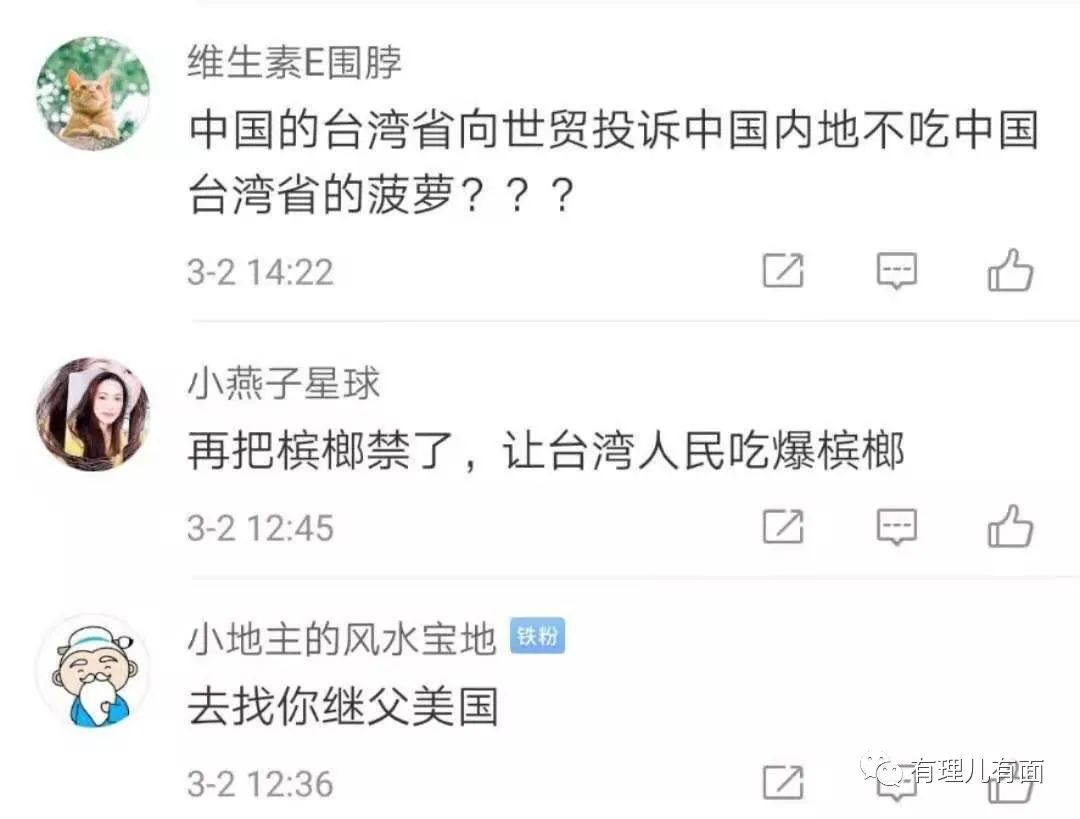 维生素E围脖
中国的台湾省向世贸投诉中国内地不吃中国
台湾省的菠萝？？？
3-2 14:22
小燕子星球
再把槟榔禁了，让台湾人民吃爆槟榔
3-2 12:45
小地主的风水宝地 铁粉
去找你继父美国
3-2 12:36
有理儿有面